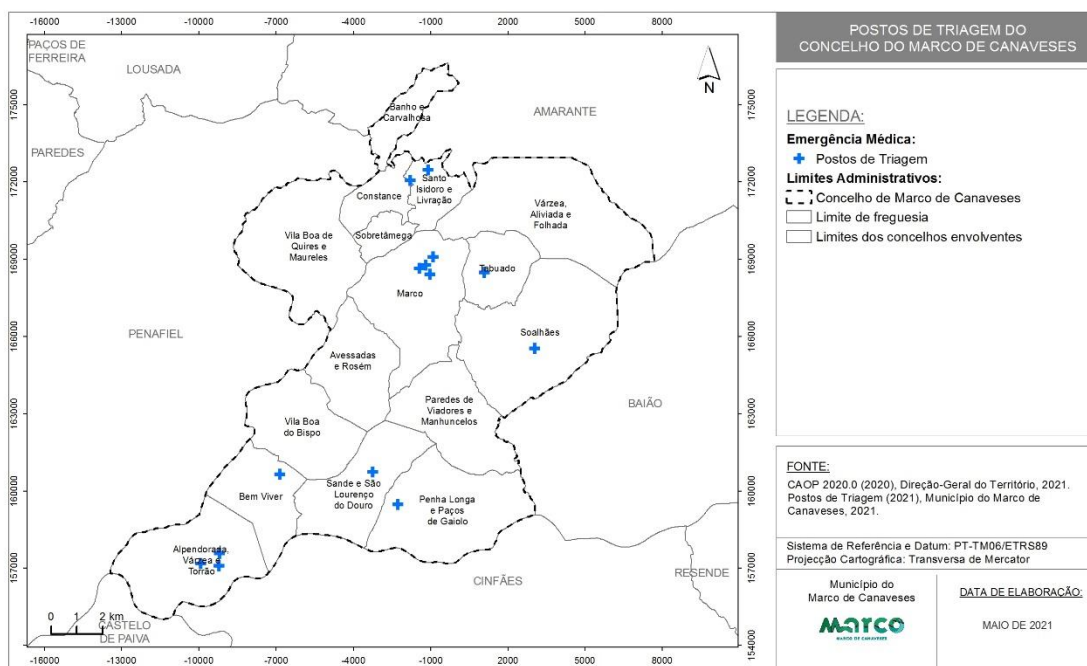 -16000 -13000 -10000 -7000 -4000 -1000 2000 5000 8000
175000
172000
169000
166000
163000
160000
157000
PAÇOS DE
FERREIRA
LOUSADA
AMARANTE
PAREDES
PENAFIEL
BAIÃO
CINFÃES
RESENDE
CASTELO
DE PAIVA
N
Banho e
Carvalhosa
Constance
Santo
Isidoro e
Livração
Várzea,
Aliviada e
Folhada
Vila Boa de
Quires e
Maureles
Sobretâmega
Marco
Tabuado
Soalhães
Avessadas
e Rosém
Paredes de
Viadores e
Manhuncelos
Vila Boa
do Bispo
Bem Viver
Sande e São
Lourenço
do Douro
Penha Longa
e Paços
de Gaiolo
Alpendorada,
Várzea e
Torrão
0 1 2 km
175000
172000
169000
166000
163000
160000
157000
154000
-16000 -13000 -10000 -7000 -4000 -1000 2000 5000 8000
POSTOS DE TRIAGEM DO
CONCELHO DO MARCO DE CANAVESES
LEGENDA:
Emergência Médica:
Postos de Triagem
Limites Administrativos:
Concelho de Marco de Canaveses
Limite de freguesia
Limites dos concelhos envolventes
FONTE:
CAOP 2020.0 (2020), Direção-Geral do Território, 2021.
Postos de Triagem (2021), Município do Marco de
Canaveses, 2021.
Sistema de Referência e Datum: PT-TM06/ETRS89
Projecção Cartográfica: Transversa de Mercator
Município do
Marco de Canaveses
MARCO
MARCO DE CANAVESES
DATA DE ELABORAÇÃO:
MAIO DE 2021